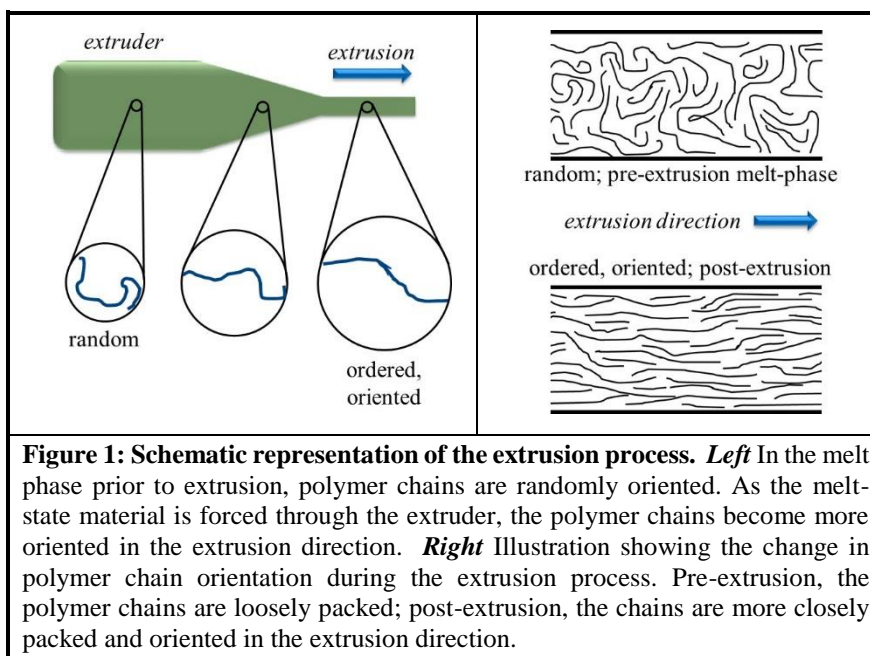 extruder
extrusion
random
ordered,
oriented
random; pre-extrusion melt-phase
extrusion direction
ordered, oriented; post-extrusion
Figure 1: Schematic representation of the extrusion process. Left In the melt
phase prior to extrusion, polymer chains are randomly oriented. As the melt-
state material is forced through the extruder, the polymer chains become more
oriented in the extrusion direction. Right Illustration showing the change in
polymer chain orientation during the extrusion process. Pre-extrusion, the
polymer chains are loosely packed; post-extrusion, the chains are more closely
packed and oriented in the extrusion direction.